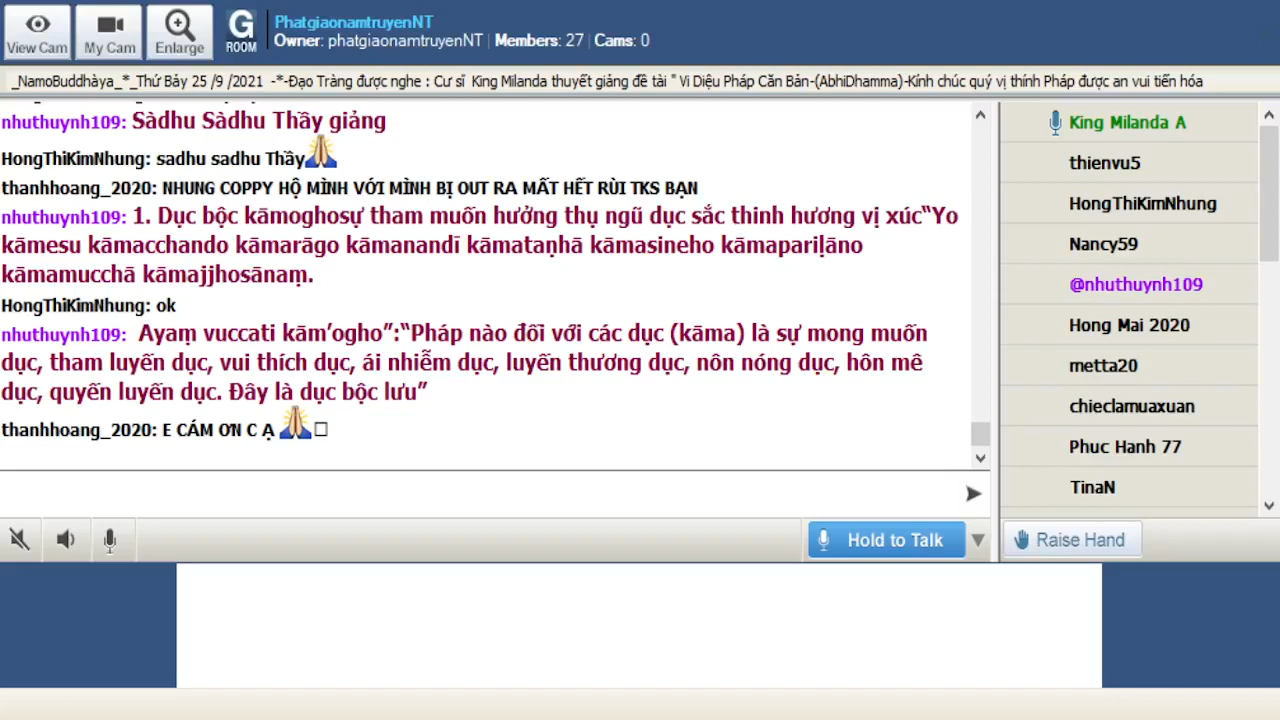 View Cam
My Cam
Enlarge
G
ROOM
PhatgiaonamtruyenNT
Owner: phatgiaonamtruyenNT | Members: 27 | Cams: 0
_NamoBuddhàya_*_Thứ Bảy 25 /9 /2021 -*-Đạo Tràng được nghe : Cư sĩ King Milanda thuyết giảng đề tài " Vi Diệu Pháp Căn Bản-(AbhiDhamma)-Kính chúc quý vị thính Pháp được an vui tiến hóa
nhuthuynh109: Sàdhu Sàdhu Thầy giảng
HongThiKimNhung: sadhu sadhu Thầy
thanhhoang_2020: NHUNG COPPY HỘ MÌNH VỚI MÌNH BỊ OUT RA MẤT HẾT RÙI TKS BẠN
nhuthuynh109: 1. Dục bộc kāmoghosự tham muốn hưởng thụ ngũ dục sắc thinh hương vị xúc“Yo
kāmesu kāmacchando kāmarāgo kāmanandī kāmataṇhā kāmasineho kāmapariḷāno
kāmamucchā kāmajjhosānaṃ.
HongThiKimNhung: ok
nhuthuynh109: Ayaṃ vuccati kām’ogho”:“Pháp nào đối với các dục (kāma) là sự mong muốn
dục, tham luyến dục, vui thích dục, ái nhiễm dục, luyến thương dục, nôn nóng dục, hôn mê
dục, quyến luyến dục. Đây là dục bộc lưu”
thanhhoang_2020: E CÁM ƠN C Ạ
King Milanda A
thienvu5
HongThiKimNhung
Nancy59
@nhuthuynh109
Hong Mai 2020
metta20
chieclamuaxuan
Phuc Hanh 77
TinaN
Hold to Talk
Raise Hand